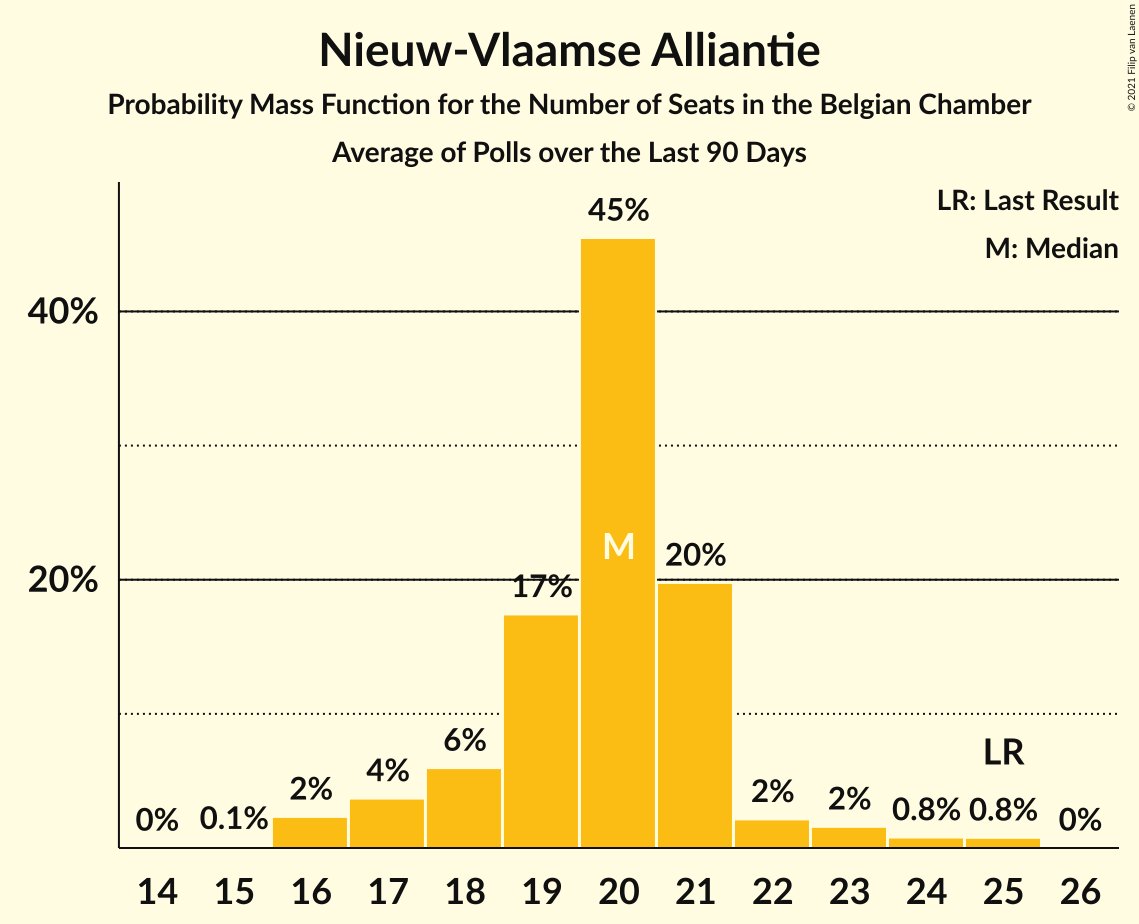 Nieuw-Vlaamse Alliantie
Probability Mass Function for the Number of Seats in the Belgian Chamber
Average of Polls over the Last 90 Days
© 2021 Filip van Laenen
LR: Last Result
M: Median
45%
40%
M
20%
20%
17%
6%
4%
2%
0.1%
0%
LR
2%
2%
0.8%
0.8%
0%
14 15 16 17 18 19 20 21 22 23 24 25 26